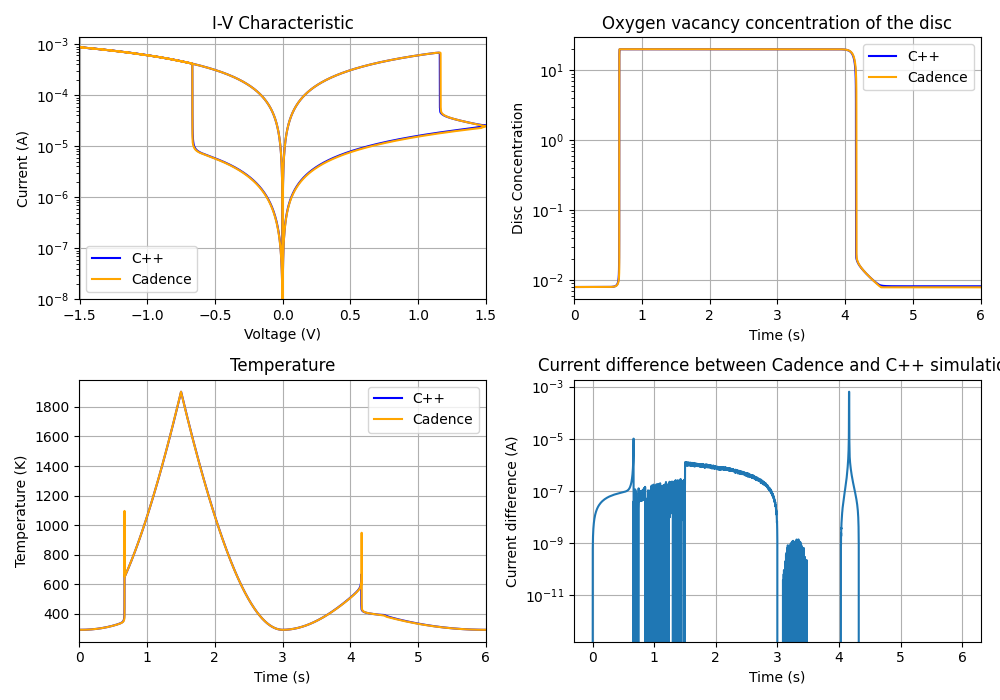 I-V Characteristic
10⁻³
10⁻⁴
10⁻⁵
10⁻⁶
10⁻⁷
10⁻⁸
Current (A)
C++
Cadence
−1.5 −1.0 −0.5 0.0 0.5 1.0 1.5
Voltage (V)
Oxygen vacancy concentration of the disc
10¹
10⁰
10⁻¹
10⁻²
Disc Concentration
C++
Cadence
0 1 2 3 4 5 6
Time (s)
Temperature
1800
1600
1400
1200
1000
800
600
400
Temperature (K)
C++
Cadence
0 1 2 3 4 5 6
Time (s)
Current difference between Cadence and C++ simulatio
10⁻³
10⁻⁵
10⁻⁷
10⁻⁹
10⁻¹¹
Current difference (A)
0 1 2 3 4 5 6
Time (s)